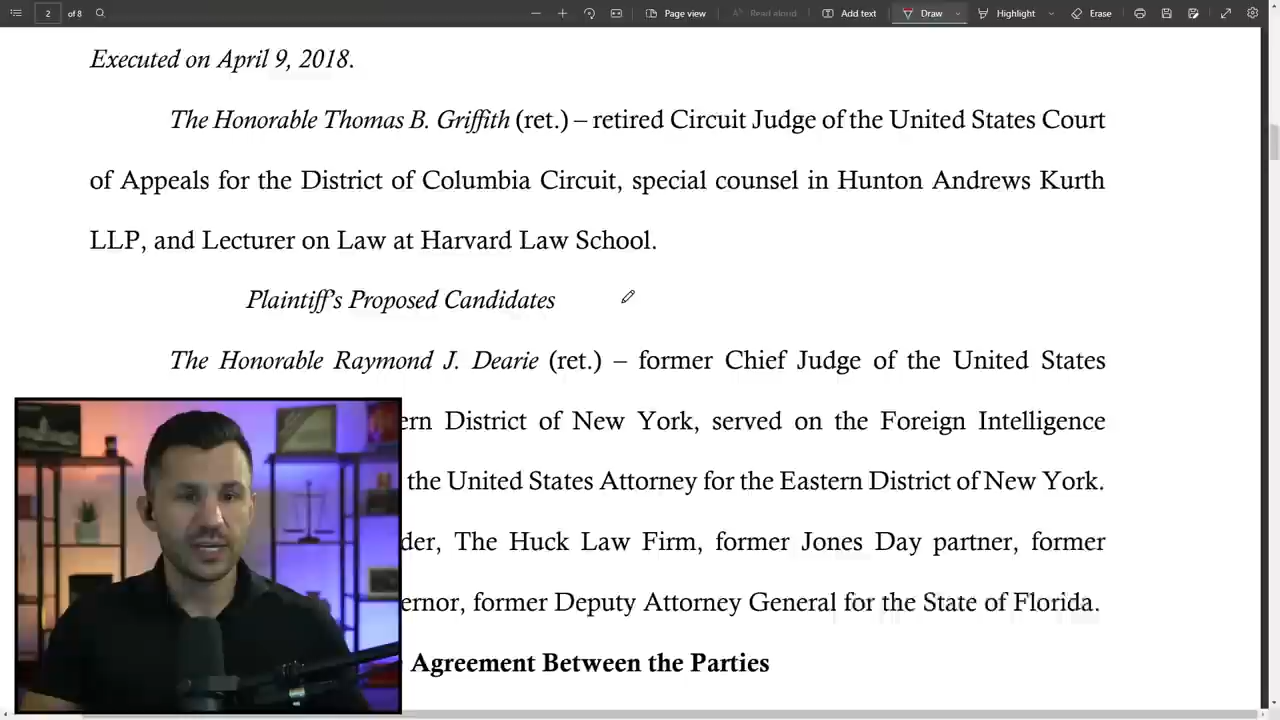 2 of 8 Page view Read aloud Add text Draw Highlight Erase
Executed on April 9, 2018.
The Honorable Thomas B. Griffith (ret.) – retired Circuit Judge of the United States Court
of Appeals for the District of Columbia Circuit, special counsel in Hunton Andrews Kurth
LLP, and Lecturer on Law at Harvard Law School.
Plaintiff's Proposed Candidates
The Honorable Raymond J. Dearie (ret.) – former Chief Judge of the United States
ern District of New York, served on the Foreign Intelligence
the United States Attorney for the Eastern District of New York.
der, The Huck Law Firm, former Jones Day partner, former
ernor, former Deputy Attorney General for the State of Florida.
Agreement Between the Parties